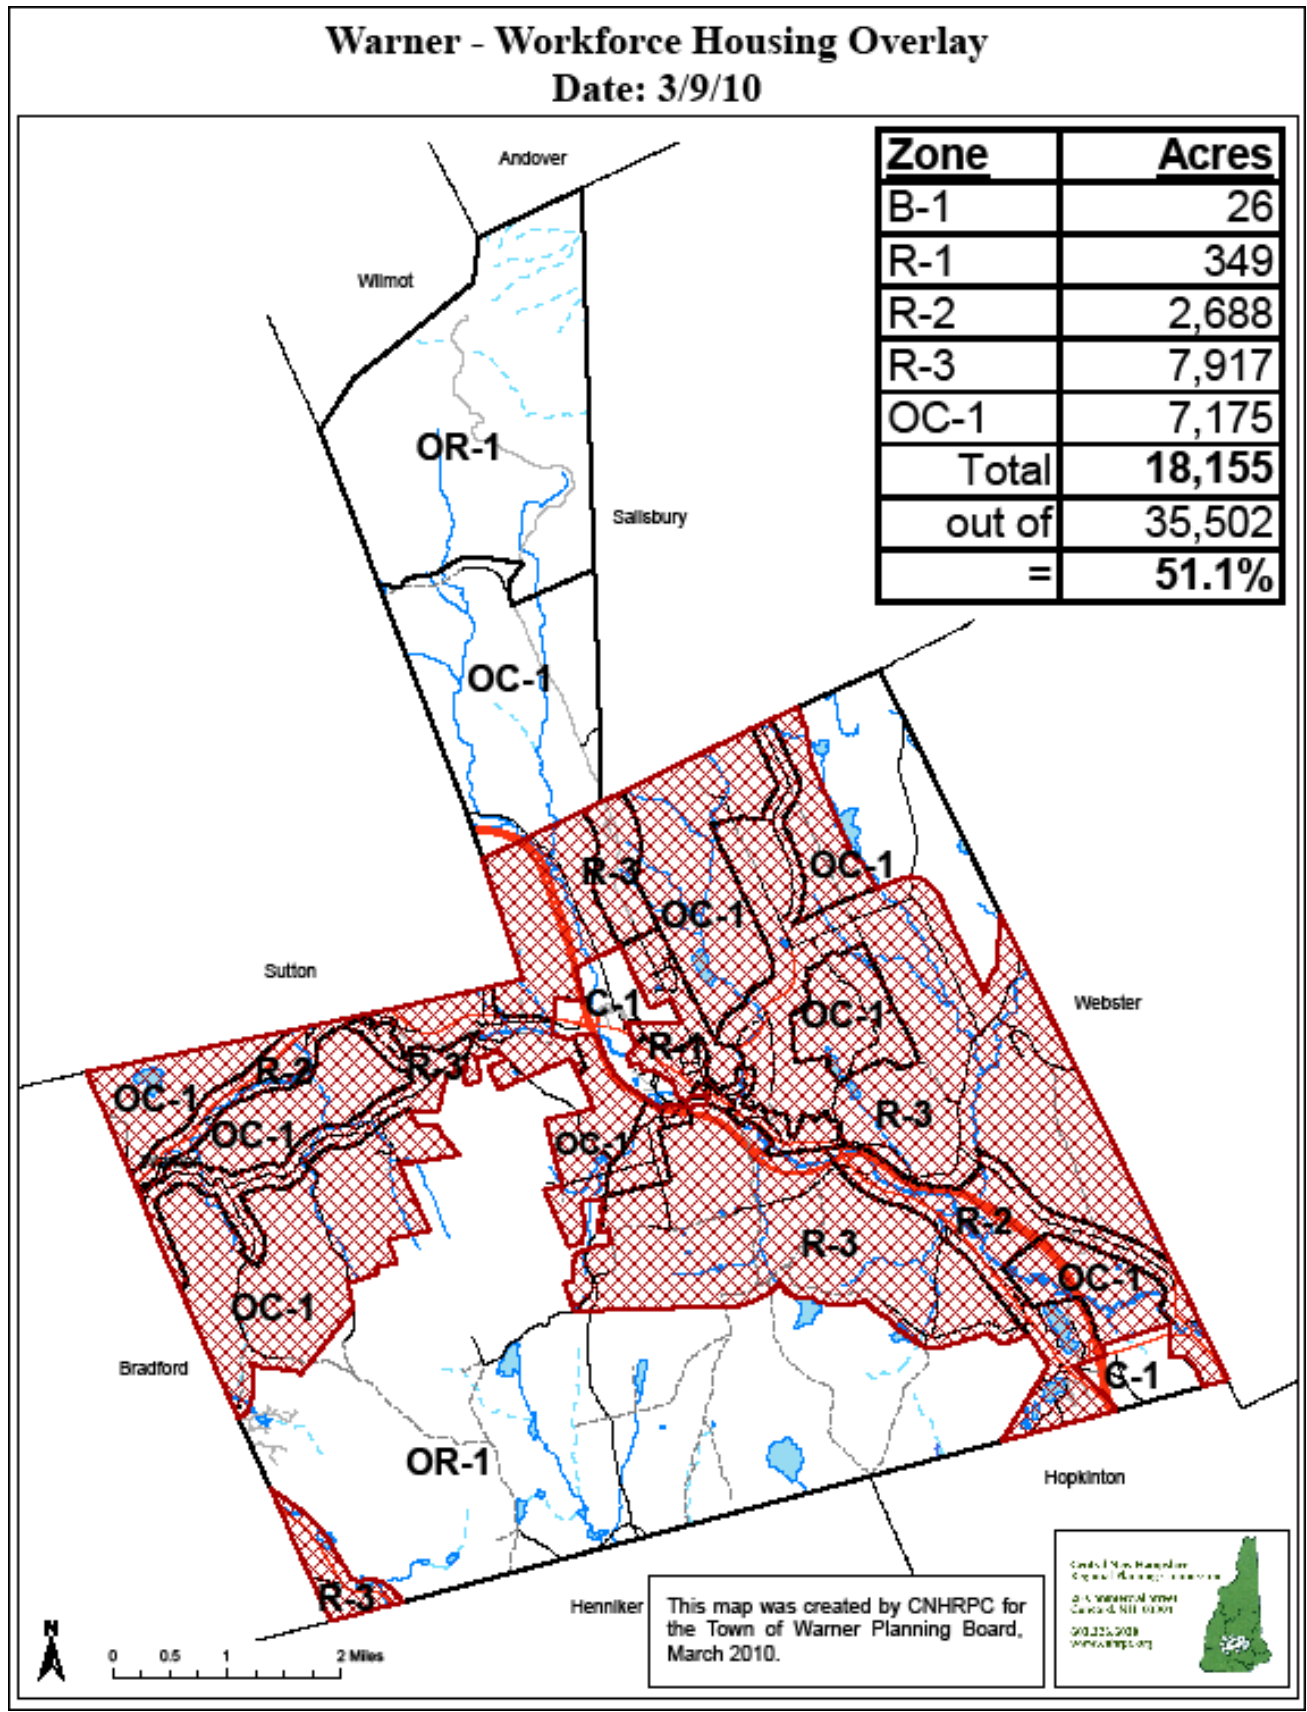 Warner - Workforce Housing Overlay
Date: 3/9/10
Zone Acres
B-1 26
R-1 349
R-2 2,688
R-3 7,917
OC-1 7,175
Total 18,155
out of 35,502
= 51.1%
Andover
Wilmot
OR-1
Salisbury
OC-1
OC-1
R-3
OC-1
Sutton
C-1
OC-1
Webster
R-1
R-2
R-3
OC-1
R-3
OC-1
OC-1
R-2
R-3
OC-1
OC-1
Bradford
C-1
OR-1
Hopkinton
R-3
Henniker
This map was created by CNHRPC for
the Town of Warner Planning Board,
March 2010.
N
0 0.5 1 2 Miles